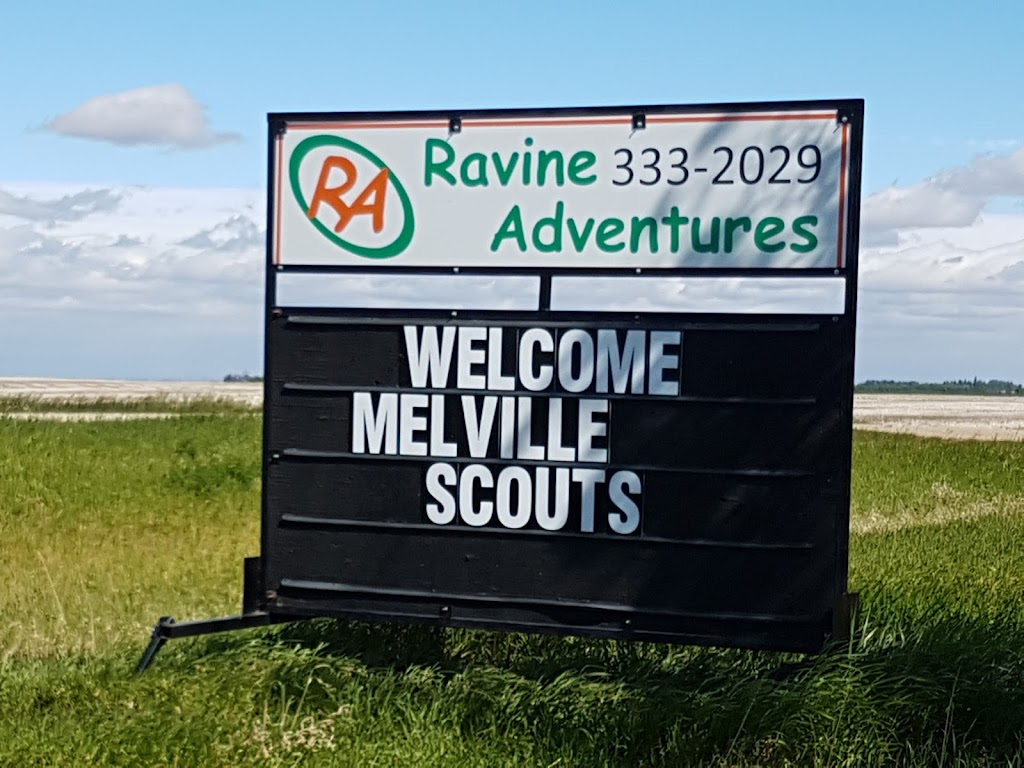 RA
Ravine 333-2029
Adventures
WELCOME
MELVILLE
SCOUTS